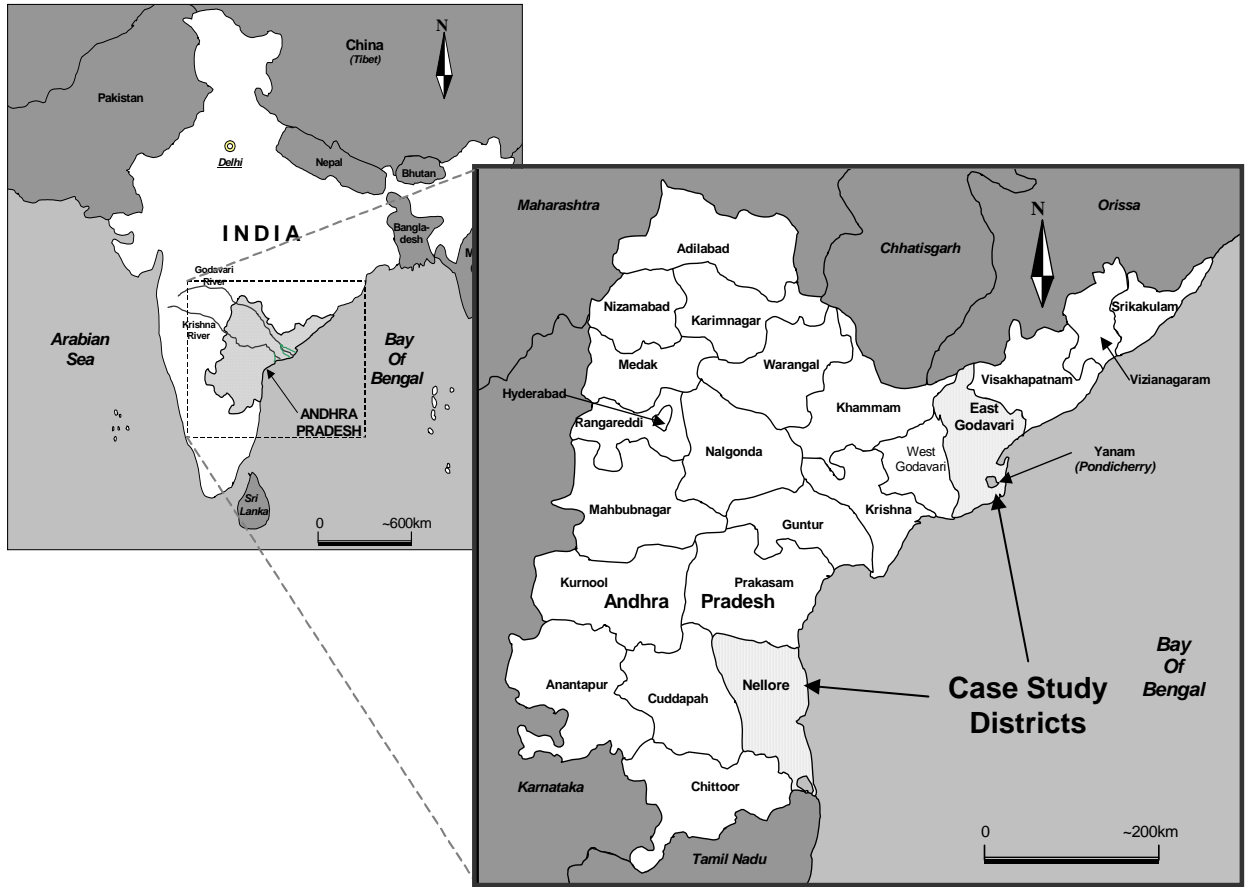 N
China
(Tibet)
Pakistan
Delhi
Nepal
Bhutan
INDIA
Bangla-
desh
M
Godavari
River
Krishna
River
Arabian
Sea
Bay
Of
Bengal
ANDHRA
PRADESH
Sri
Lanka
0
~600km
Maharashtra
N
Orissa
Chhatisgarh
Adilabad
Nizamabad
Karimnagar
Srikakulam
Medak
Warangal
Visakhapatnam
Vizianagaram
Hyderabad
Khammam
East
Godavari
Rangareddi
Nalgonda
West
Godavari
Yanam
(Pondicherry)
Mahbubnagar
Guntur
Krishna
Kurnool
Prakasam
Andhra Pradesh
Bay
Of
Bengal
Anantapur
Cuddapah
Nellore
Case Study
Districts
Karnataka
Chittoor
Tamil Nadu
0
~200km